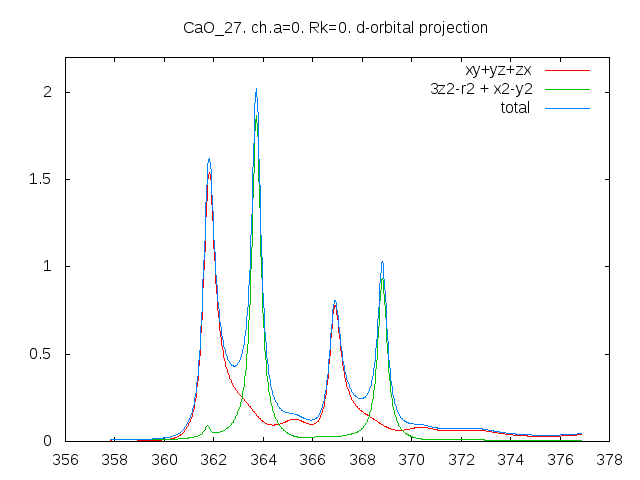 CaO_27. ch.a=0. Rk=0. d-orbital projection
xy+yz+zx
3z2-r2 + x2-y2
total
2
1.5
1
0.5
0
356 358 360 362 364 366 368 370 372 374 376 378